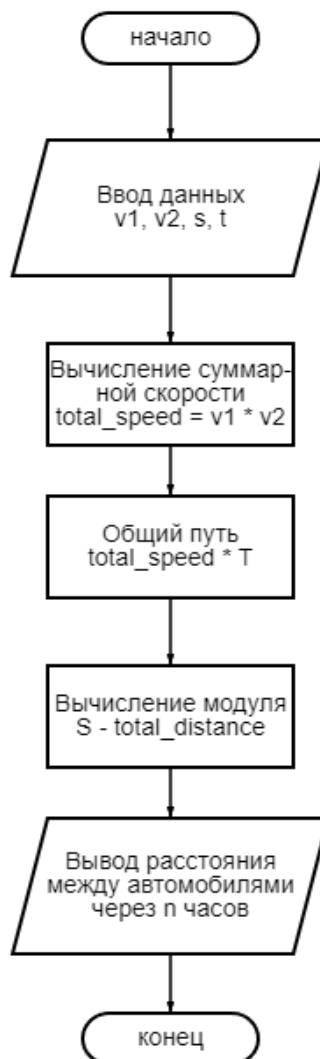 начало
Ввод данных
v1, v2, s, t
Вычисление суммар-
ной скорости
total_speed = v1 * v2
Общий путь
total_speed * T
Вычисление модуля
S - total_distance
Вывод расстояния
между автомобилями
через n часов
конец